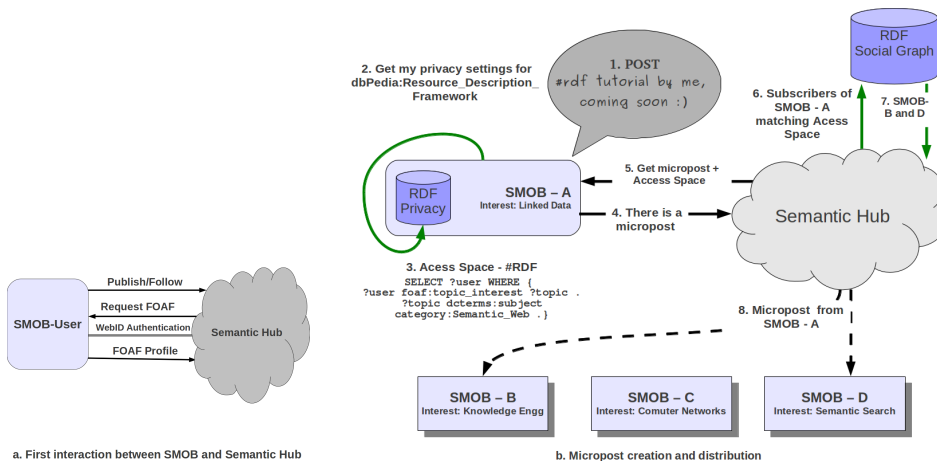 RDF
Social Graph
2. Get my privacy settings for
dbPedia:Resource_Description_
Framework
1. POST
#rdf tutorial by me,
coming soon :)
6. Subscribers of
SMOB - A
matching Acess
Space
7. SMOB-
B and D
RDF
Privacy
SMOB – A
Interest: Linked Data
5. Get micropost +
Access Space
4. There is a
micropost
Semantic Hub
3. Acess Space - #RDF
SELECT ?user WHERE {
?user foaf:topic_interest ?topic .
?topic dcterms:subject
category:Semantic_Web .}
8. Micropost from
SMOB - A
SMOB – B
Interest: Knowledge Engg
SMOB – C
Interest: Comuter Networks
SMOB – D
Interest: Semantic Search
b. Micropost creation and distribution
SMOB-User
Publish/Follow
Request FOAF
WebID Authentication
FOAF Profile
Semantic Hub
a. First interaction between SMOB and Semantic Hub